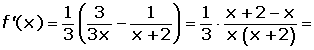 f'(x) = 1/3 (3/3x − 1/x+2) = 1/3 · x+2−x/x(x+2) =